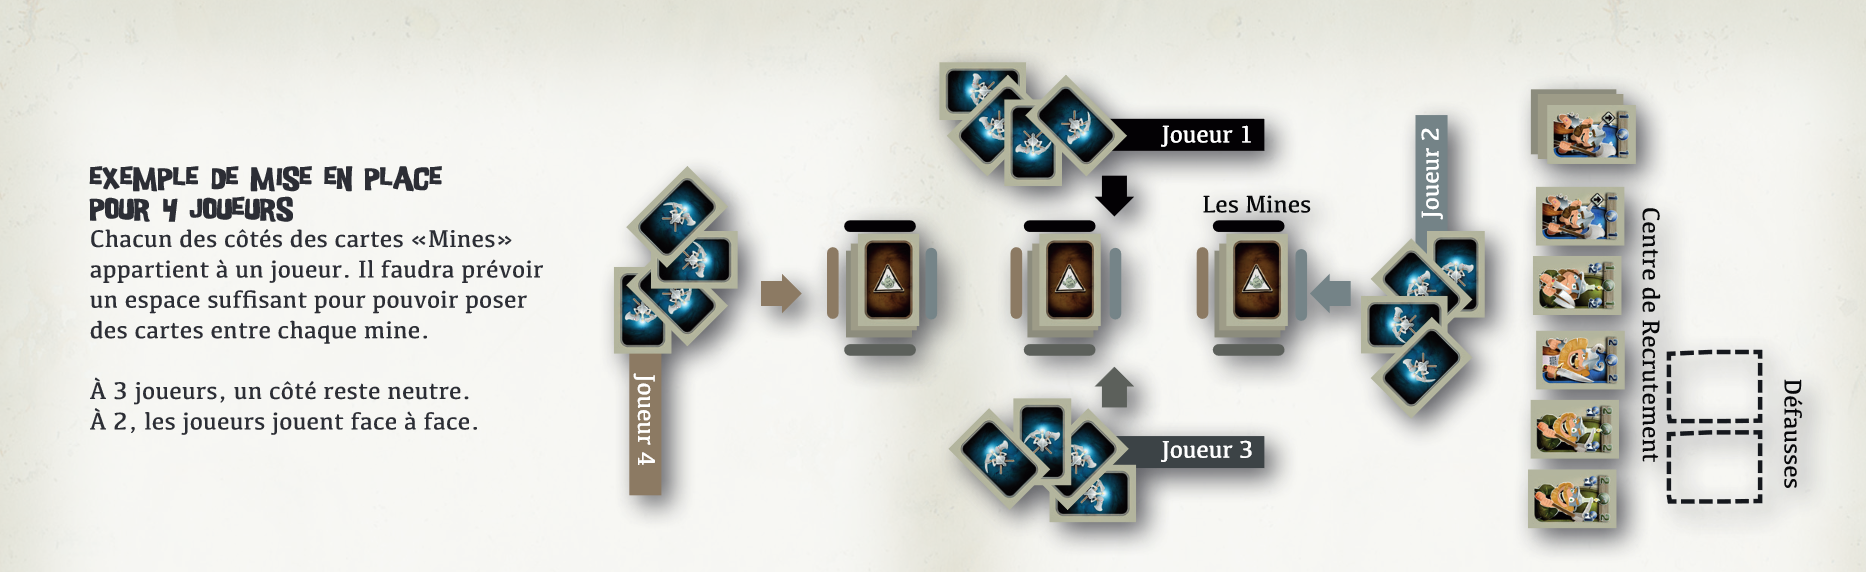 EXEMPLE DE MISE EN PLACE
POUR 4 JOUEURS
Chacun des côtés des cartes «Mines»
appartient à un joueur. Il faudra prévoir
un espace suffisant pour pouvoir poser
des cartes entre chaque mine.
À 3 joueurs, un côté reste neutre.
À 2, les joueurs jouent face à face.
Joueur 4
Joueur 1
Les Mines
Joueur 3
Joueur 2
Centre de Recrutement
Défausses